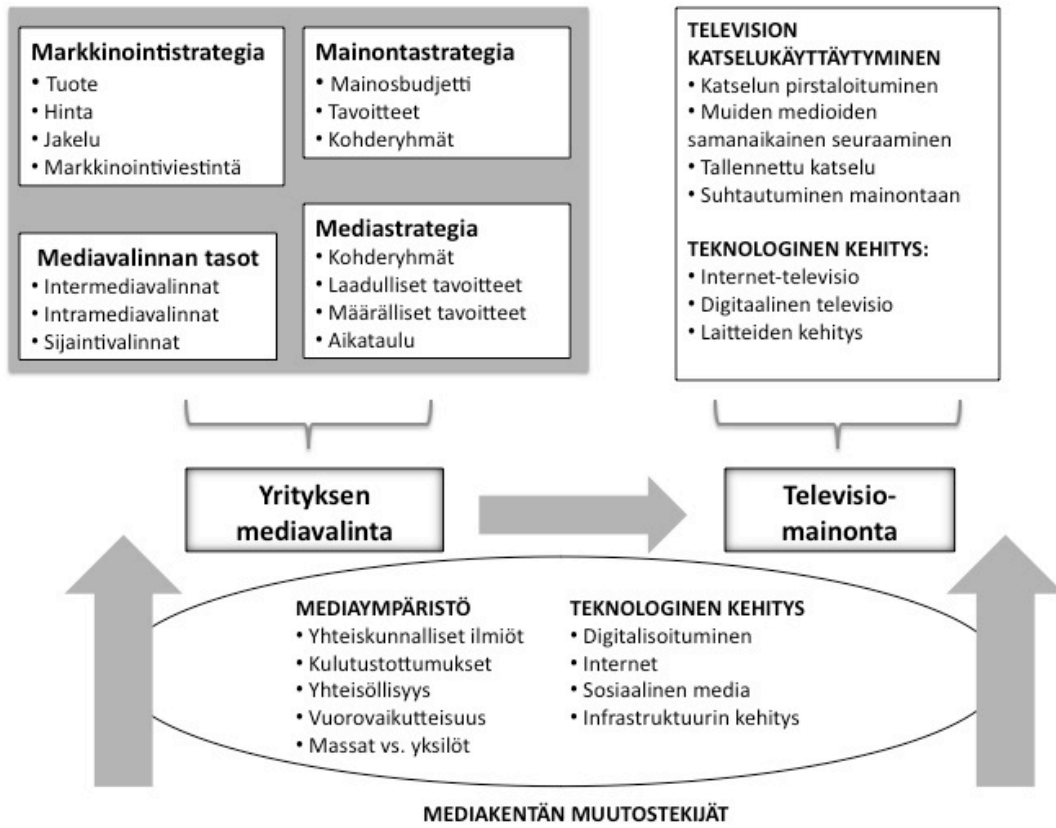 Markkinointistrategia
• Tuote
• Hinta
• Jakelu
• Markkinointiviestintä
Mainontastrategia
• Mainosbudjetti
• Tavoitteet
• Kohderyhmät
Mediavalinnan tasot
• Intermediavalinnat
• Intramediavalinnat
• Sijaintivalinnat
Mediastrategia
• Kohderyhmät
• Laadulliset tavoitteet
• Määrälliset tavoitteet
• Aikataulu
TELEVISION
KATSELUKÄYTTÄYTYMINEN
• Katselun pirstaloituminen
• Muiden medioiden
samanaikainen seuraaminen
• Tallennettu katselu
• Suhtautuminen mainontaan
TEKNOLOGINEN KEHITYS:
• Internet-televisio
• Digitaalinen televisio
• Laitteiden kehitys
Yrityksen
mediavalinta
Televisio-
mainonta
MEDIAYMPÄRISTÖ
• Yhteiskunnalliset ilmiöt
• Kulutustottumukset
• Yhteisöllisyys
• Vuorovaikutteisuus
• Massat vs. yksilöt
TEKNOLOGINEN KEHITYS
• Digitalisoituminen
• Internet
• Sosiaalinen media
• Infrastruktuurin kehitys
MEDIAKENTÄN MUUTOSTEKIJÄT